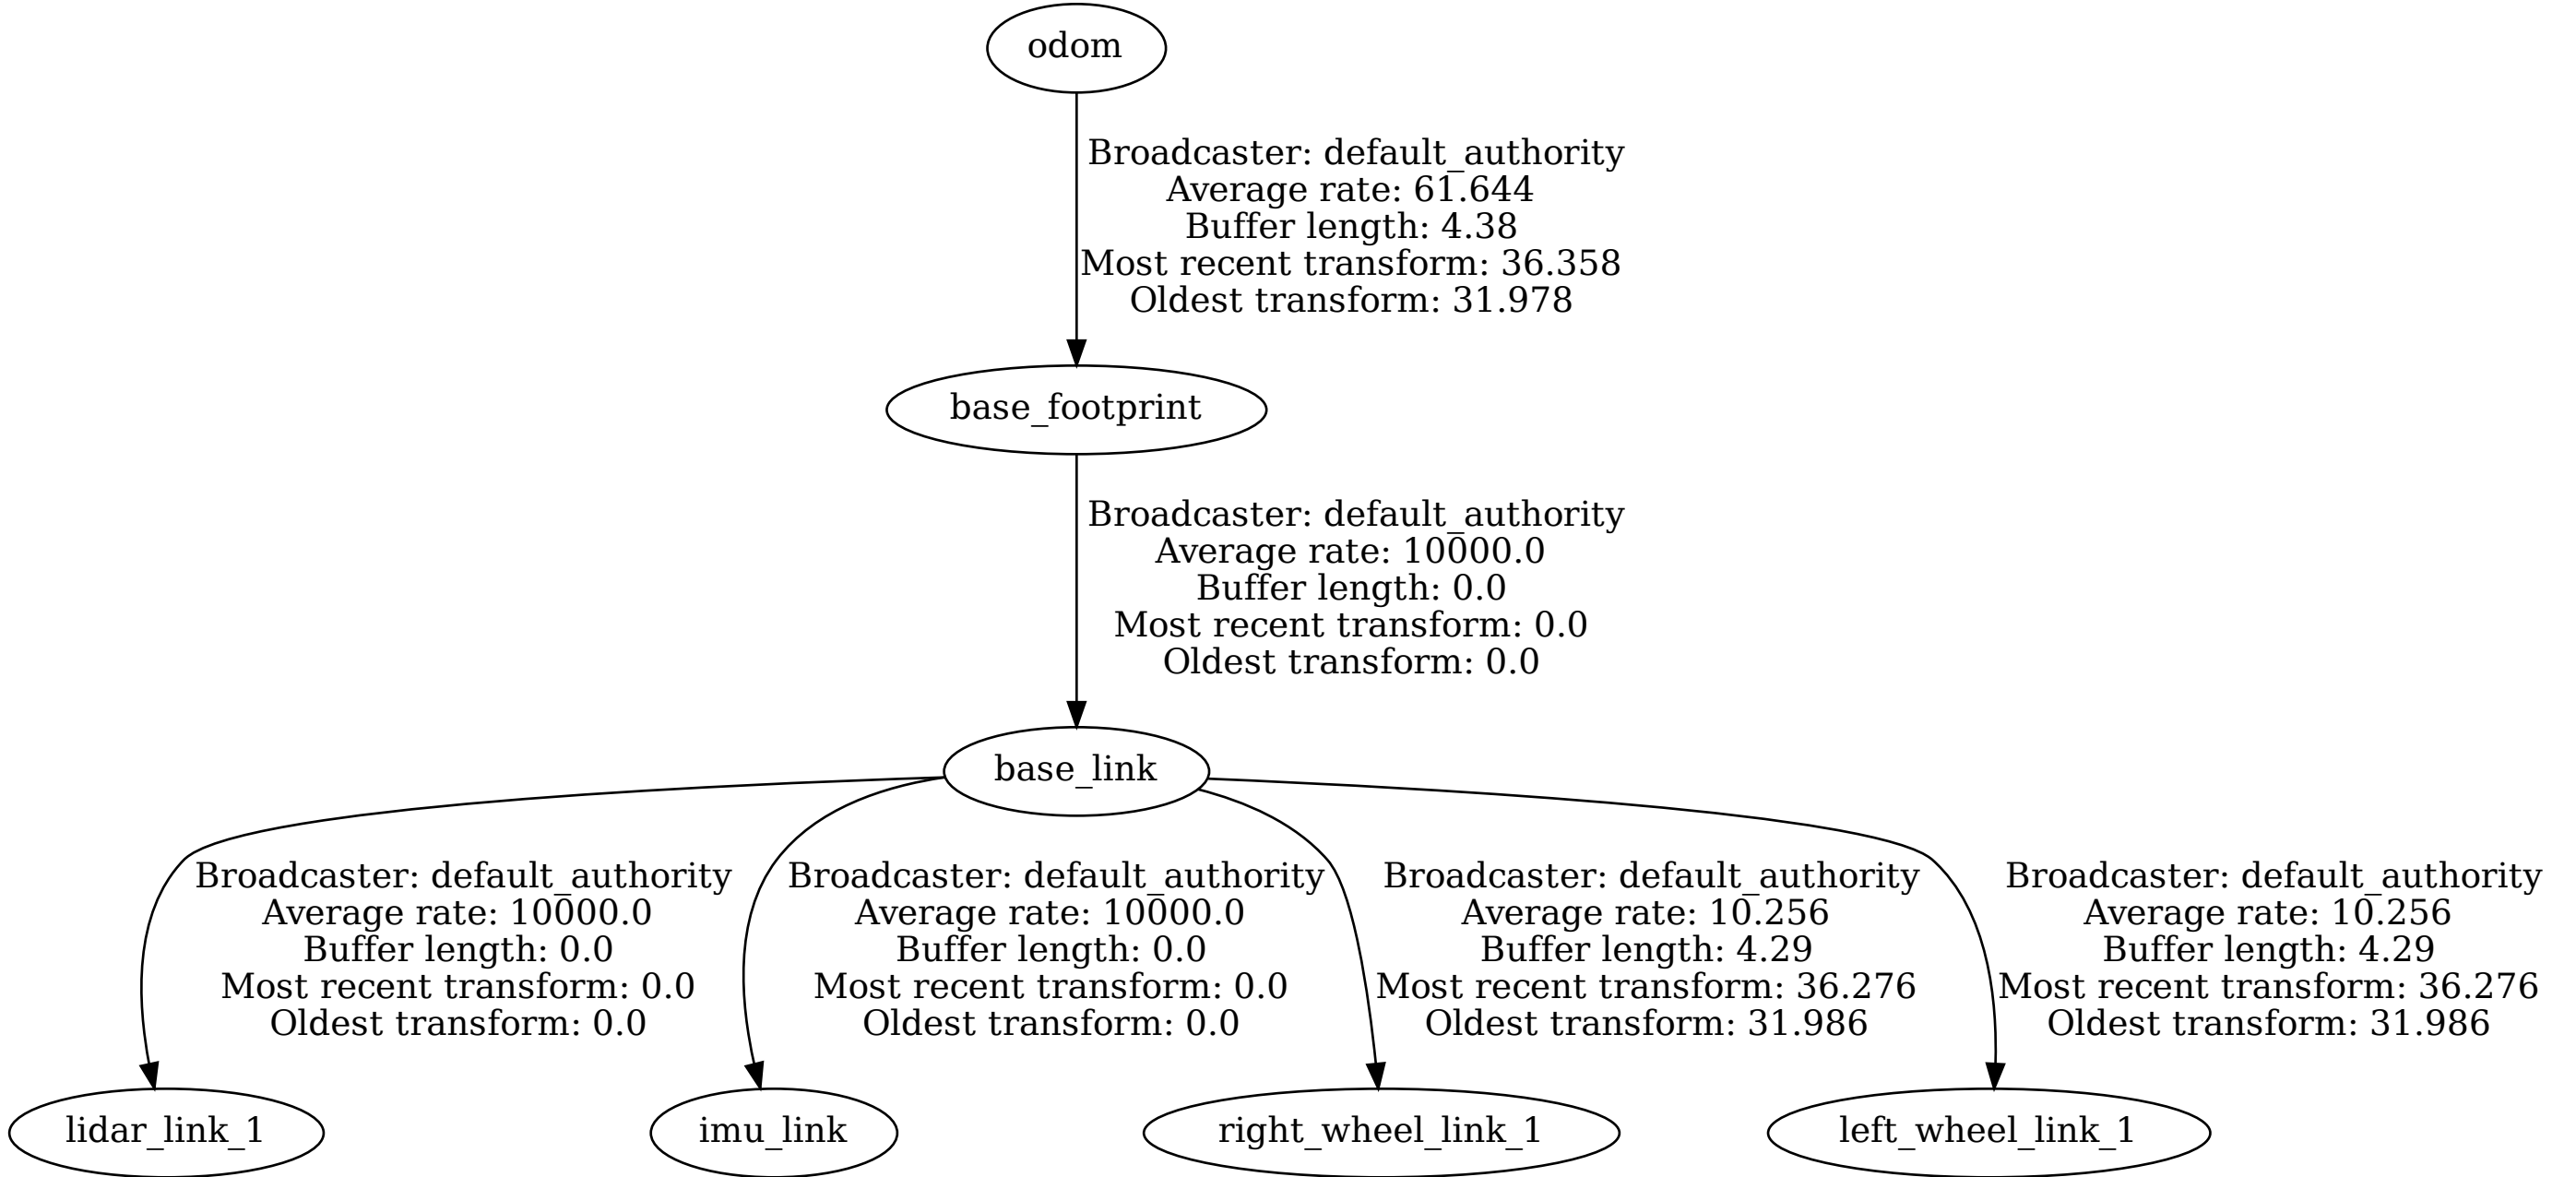 odom
Broadcaster: default_authority
Average rate: 61.644
Buffer length: 4.38
Most recent transform: 36.358
Oldest transform: 31.978
base_footprint
Broadcaster: default_authority
Average rate: 10000.0
Buffer length: 0.0
Most recent transform: 0.0
Oldest transform: 0.0
base_link
Broadcaster: default_authority
Average rate: 10000.0
Buffer length: 0.0
Most recent transform: 0.0
Oldest transform: 0.0
Broadcaster: default_authority
Average rate: 10000.0
Buffer length: 0.0
Most recent transform: 0.0
Oldest transform: 0.0
Broadcaster: default_authority
Average rate: 10.256
Buffer length: 4.29
Most recent transform: 36.276
Oldest transform: 31.986
Broadcaster: default_authority
Average rate: 10.256
Buffer length: 4.29
Most recent transform: 36.276
Oldest transform: 31.986
lidar_link_1
imu_link
right_wheel_link_1
left_wheel_link_1